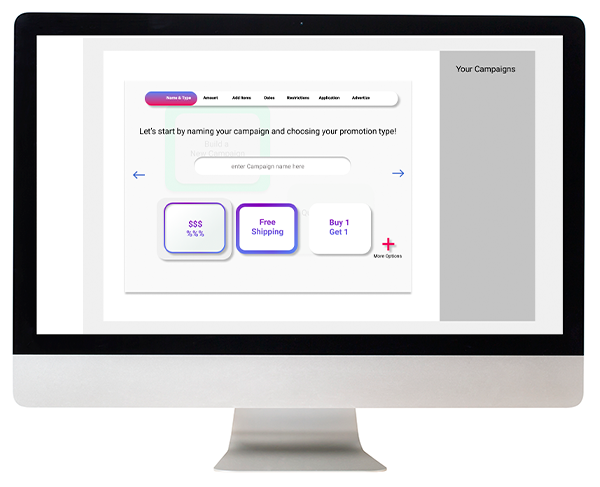 Your Campaigns
Name & Type Amount Add Items Dates Restrictions Application Advertize
Let's start by naming your campaign and choosing your promotion type!
Build a
New Campaign
enter Campaign name here
$$$
%%%
Free
Shipping
Buy 1
Get 1
More Options